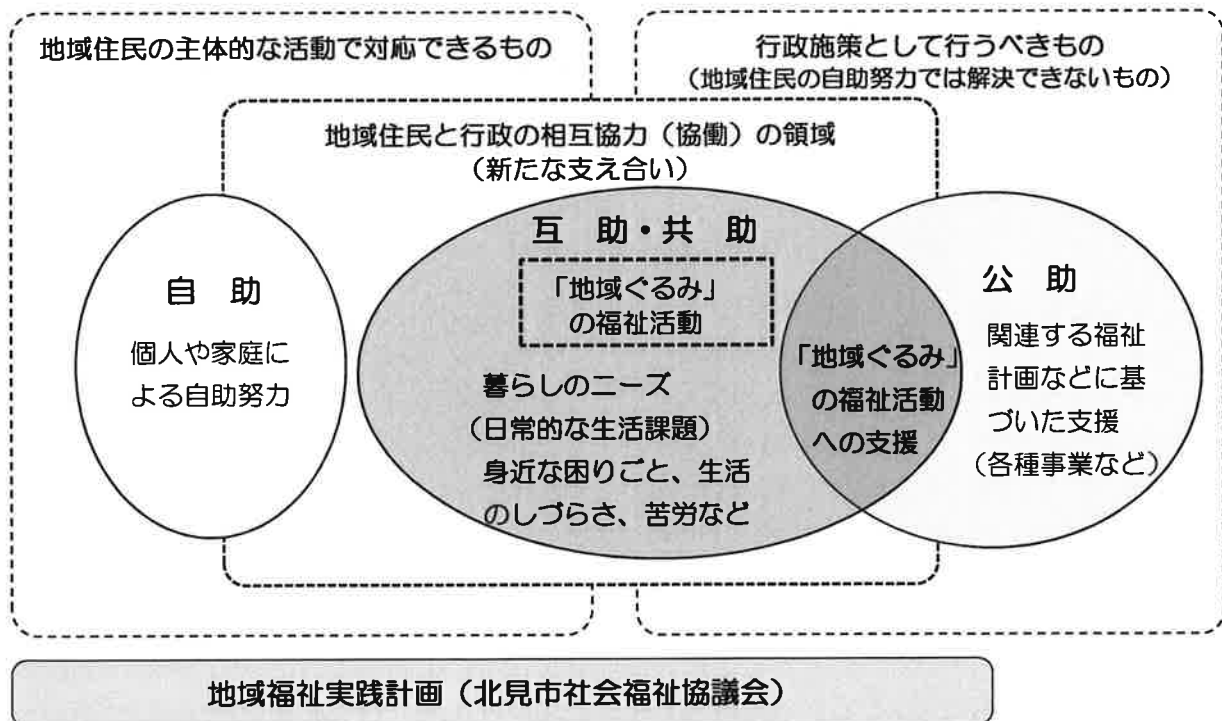 地域住民の主体的な活動で対応できるもの
行政施策として行うべきもの
(地域住民の自助努力では解決できないもの)
地域住民と行政の相互協力(協働)の領域
(新たな支え合い)
自 助
個人や家庭に
よる自助努力
互 助・共 助
「地域ぐるみ」
の福祉活動
暮らしのニーズ
(日常的な生活課題)
身近な困りごと、生活
のしづらさ、苦労など
「地域ぐるみ」
の福祉活動
への支援
公 助
関連する福祉
計画などに基
づいた支援
(各種事業など)
地域福祉実践計画(北見市社会福祉協議会)